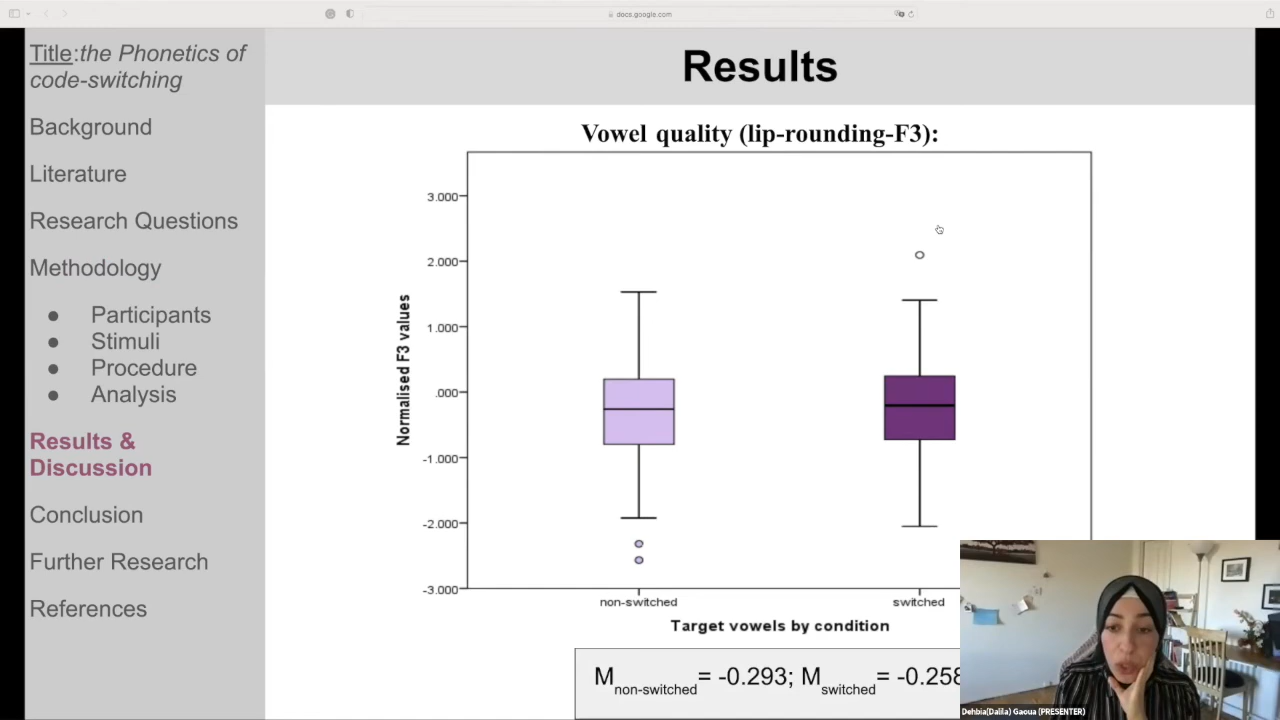 docs.google.com
Title:the Phonetics of
code-switching
Background
Literature
Research Questions
Methodology
● Participants
● Stimuli
● Procedure
● Analysis
Results &
Discussion
Conclusion
Further Research
References
Results
Vowel quality (lip-rounding-F3):
Normalised F3 values
3.000
2.000
1.000
.000
-1.000
-2.000
-3.000
non-switched switched
Target vowels by condition
M non-switched = -0.293; M switched = -0.258
Dehbia(Dalila) Gaoua (PRESENTER)